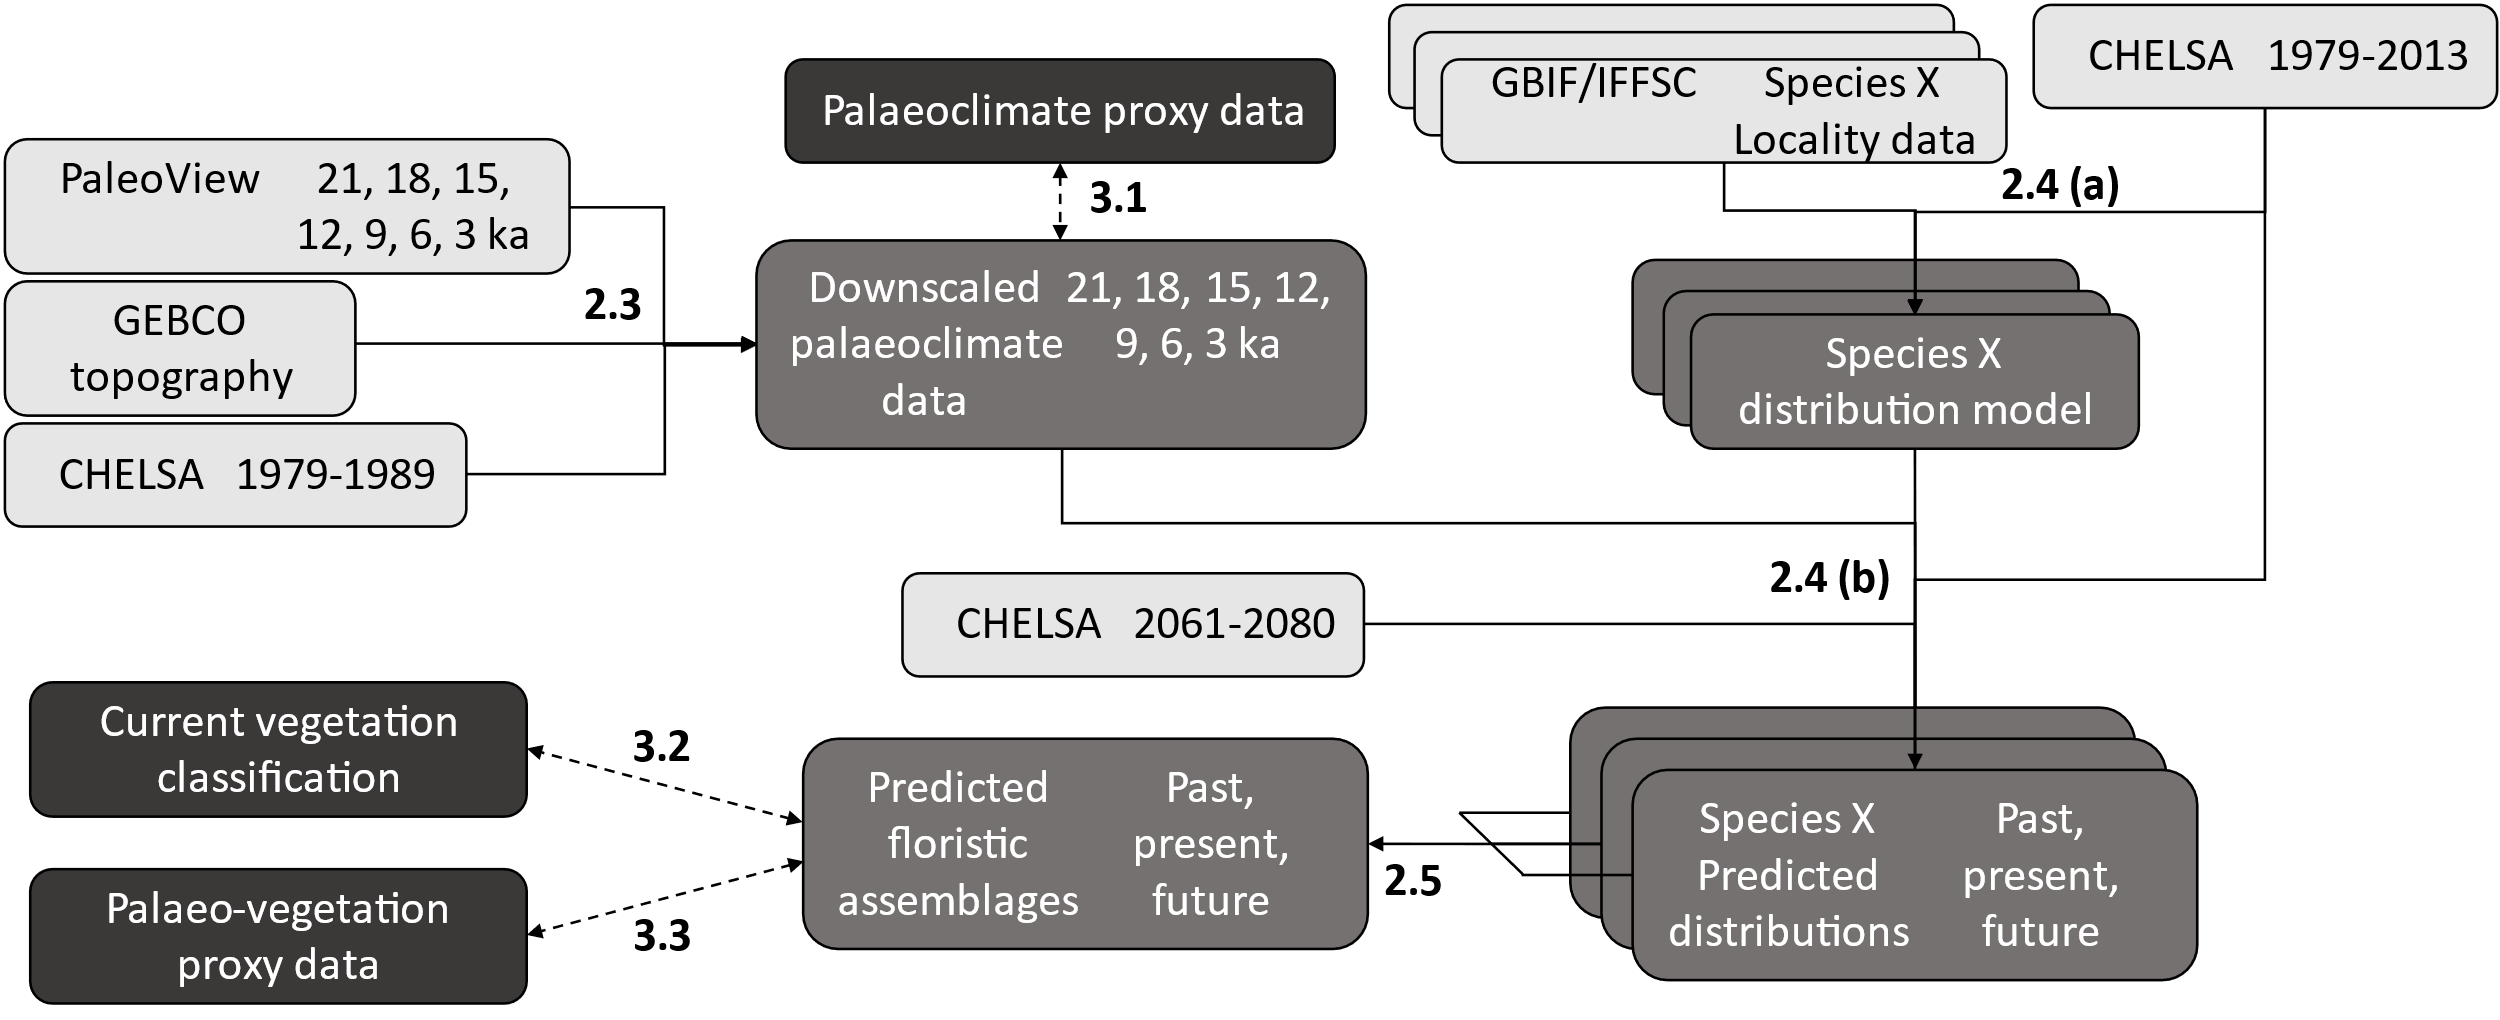 CHELSA 1979-2013
GBIF/IFFSC Species X
Locality data
Palaeoclimate proxy data
PaleoView 21, 18, 15,
12, 9, 6, 3 ka
3.1
2.4 (a)
GEBCO
topography
2.3
Downscaled 21, 18, 15, 12,
palaeoclimate 9, 6, 3 ka
data
Species X
distribution model
CHELSA 1979-1989
2.4 (b)
CHELSA 2061-2080
Current vegetation
classification
3.2
Predicted Past,
floristic present,
assemblages future
2.5
Species X Past,
Predicted present,
distributions future
Palaeo-vegetation
proxy data
3.3